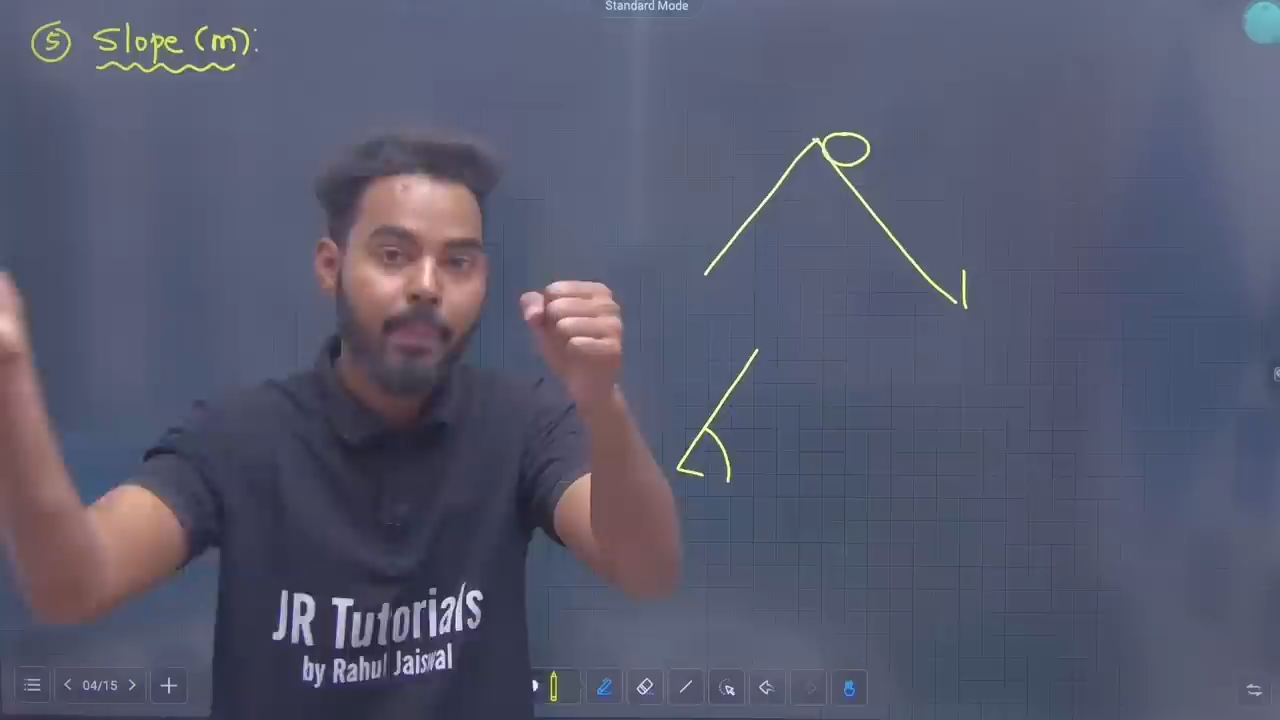 Standard Mode
⑤ Slope (m):
JR Tutorials
by Rahul Jaiswal
04/15